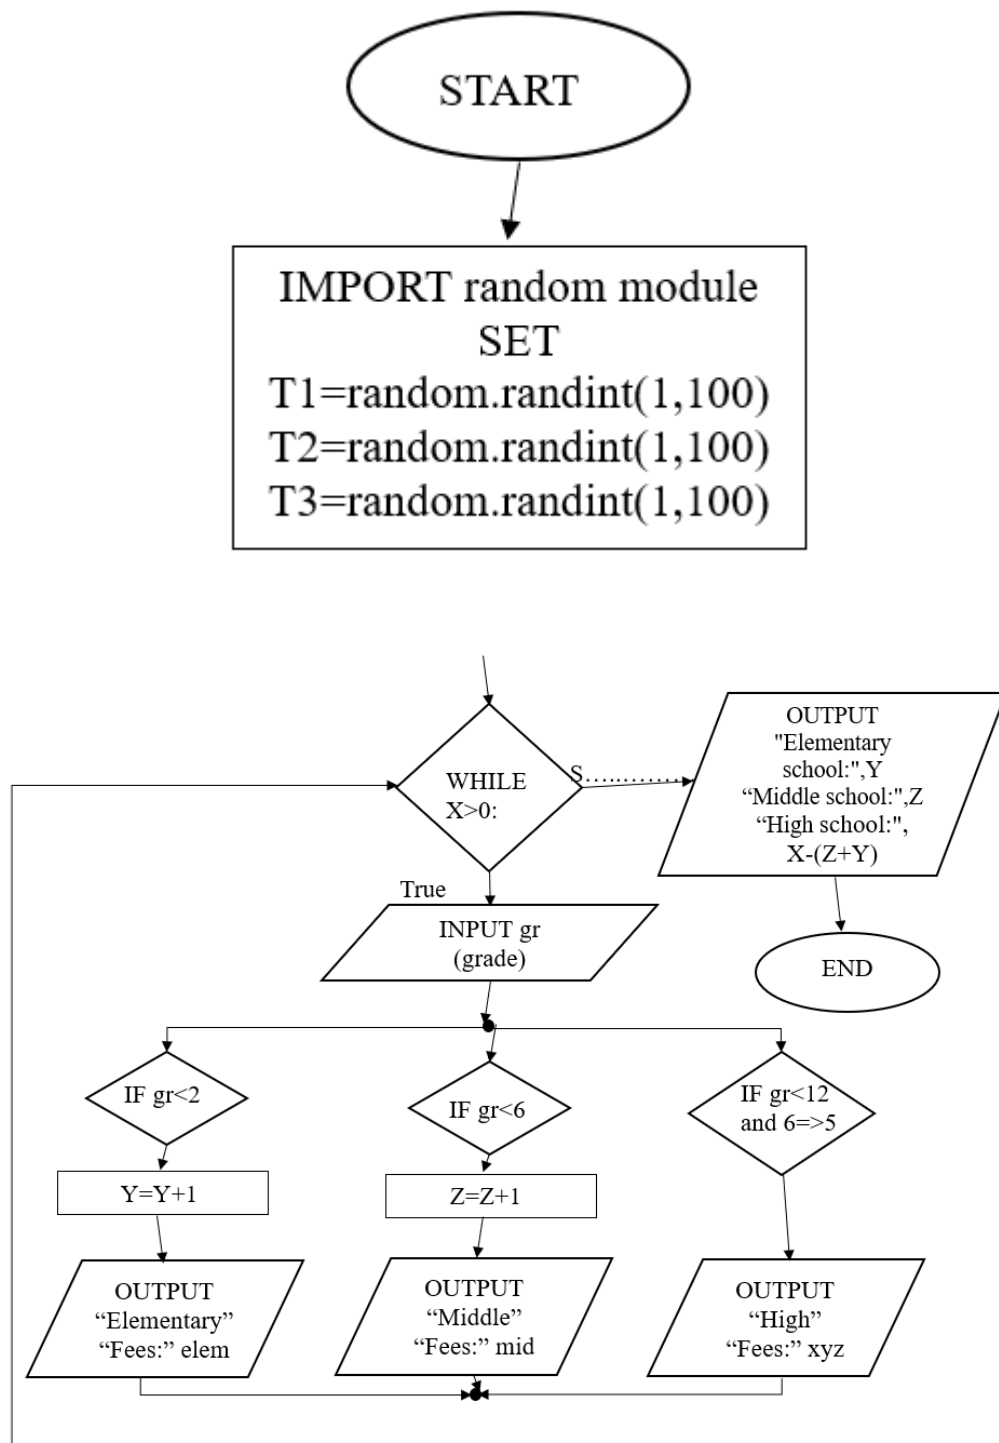 START
IMPORT random module
SET
T1=random.randint(1,100)
T2=random.randint(1,100)
T3=random.randint(1,100)
WHILE
X>0:
S............
OUTPUT
"Elementary
school:",Y
“Middle school:",Z
“High school:",
X-(Z+Y)
True
INPUT gr
(grade)
END
IF gr<2
IF gr<6
IF gr<12
and 6=>5
Y=Y+1
Z=Z+1
OUTPUT
“Elementary”
“Fees:” elem
OUTPUT
“Middle”
“Fees:” mid
OUTPUT
“High”
“Fees:” xyz